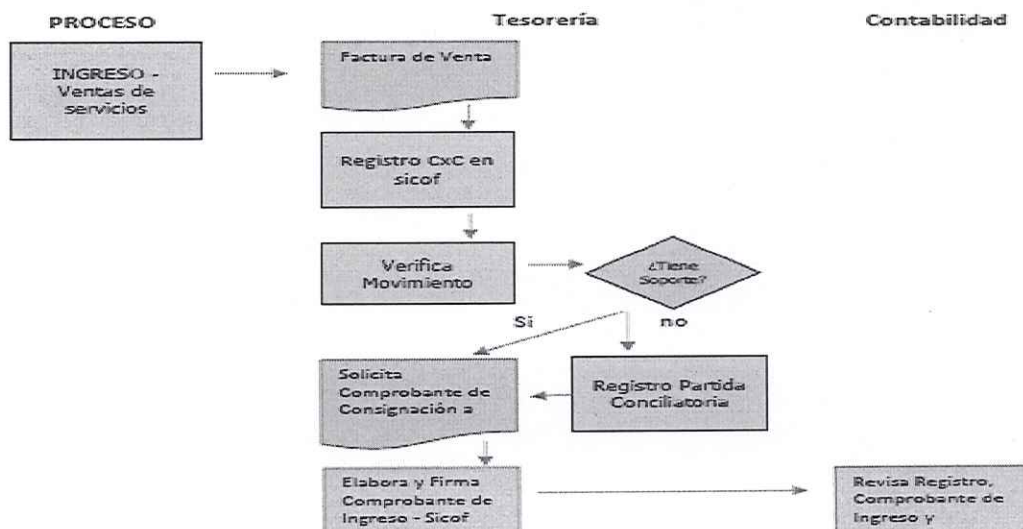 PROCESO
Tesorería
Contabilidad
INGRESO -
Ventas de
servicios
Factura de Venta
Registro CxC en
sicof
Verifica
Movimiento
¿Tiene
Soporte?
Si
no
Solicita
Comprobante de
Consignación a
Registro Partida
Conciliatoria
Elabora y Firma
Comprobante de
Ingreso - Sicof
Revisa Registro,
Comprobante de
Ingreso y